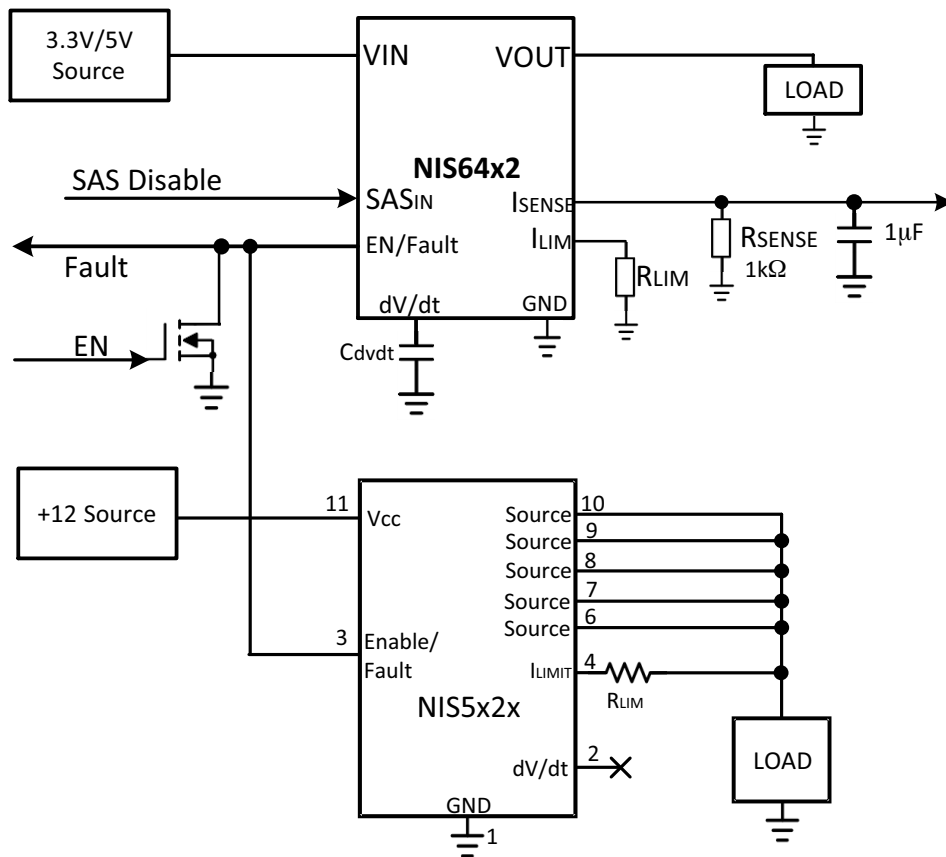 3.3V/5V
Source
VIN
VOUT
LOAD
NIS64x2
SAS Disable
SASIN
ISENSE
EN/Fault
ILIM
Fault
RLIM
RSENSE
1kΩ
1μF
dV/dt
GND
EN
Cdvdt
+12 Source
11
Vcc
Source
10
Source
9
Source
8
Source
7
Source
6
3
Enable/
Fault
ILIMIT
4
RLIM
NIS5x2x
dV/dt
2
LOAD
GND
1